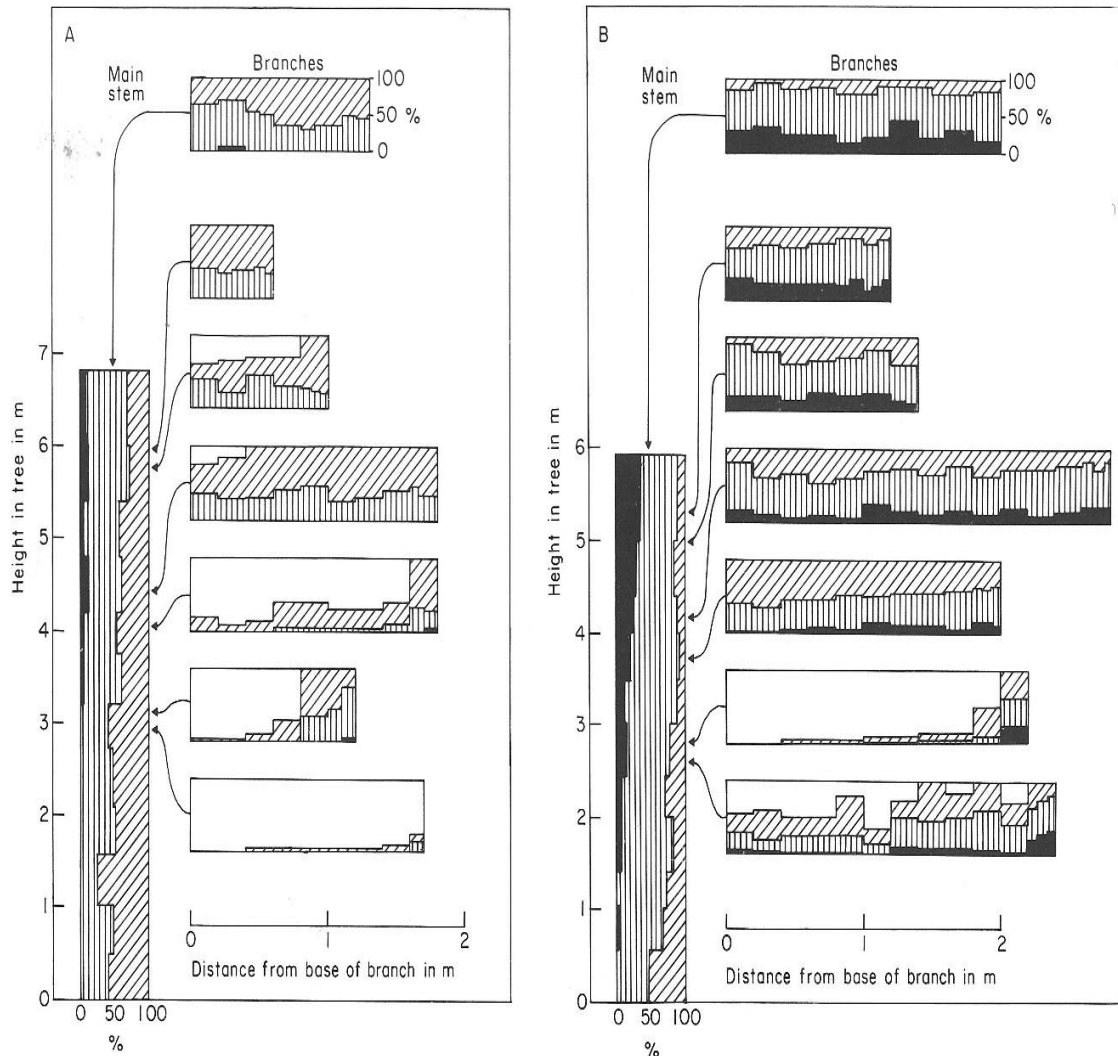 A
Main
stem
Branches
100
50 %
0
7
6
5
4
3
2
1
0
Height in tree in m
0 50 100
%
0 1 2
Distance from base of branch in m
B
Main
stem
Branches
100
50 %
0
6
5
4
3
2
1
0
Height in tree in m
0 50 100
%
0 1 2
Distance from base of branch in m